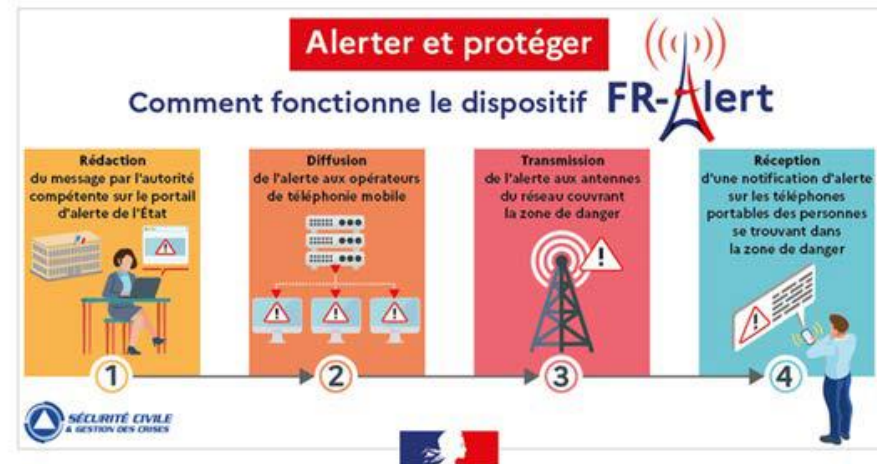 Alerter et protéger
Comment fonctionne le dispositif FR-Alert
Rédaction
du message par l'autorité
compétente sur le portail
d'alerte de l'État
Diffusion
de l'alerte aux opérateurs
de téléphonie mobile
Transmission
de l'alerte aux antennes
du réseau couvrant
la zone de danger
Réception
d'une notification d'alerte
sur les téléphones
portables des personnes
se trouvant dans
la zone de danger
1
2
3
4
SÉCURITÉ CIVILE
& GESTION DES CRISES